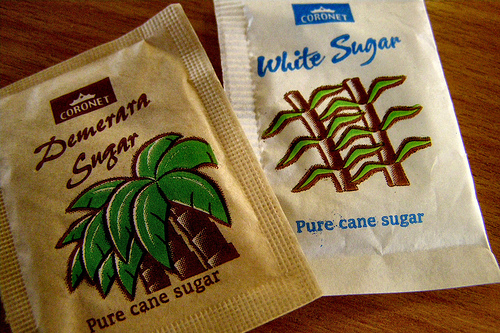 CORONET
Demerara
Sugar
Pure cane sugar
CORONET
White Sugar
Pure cane sugar